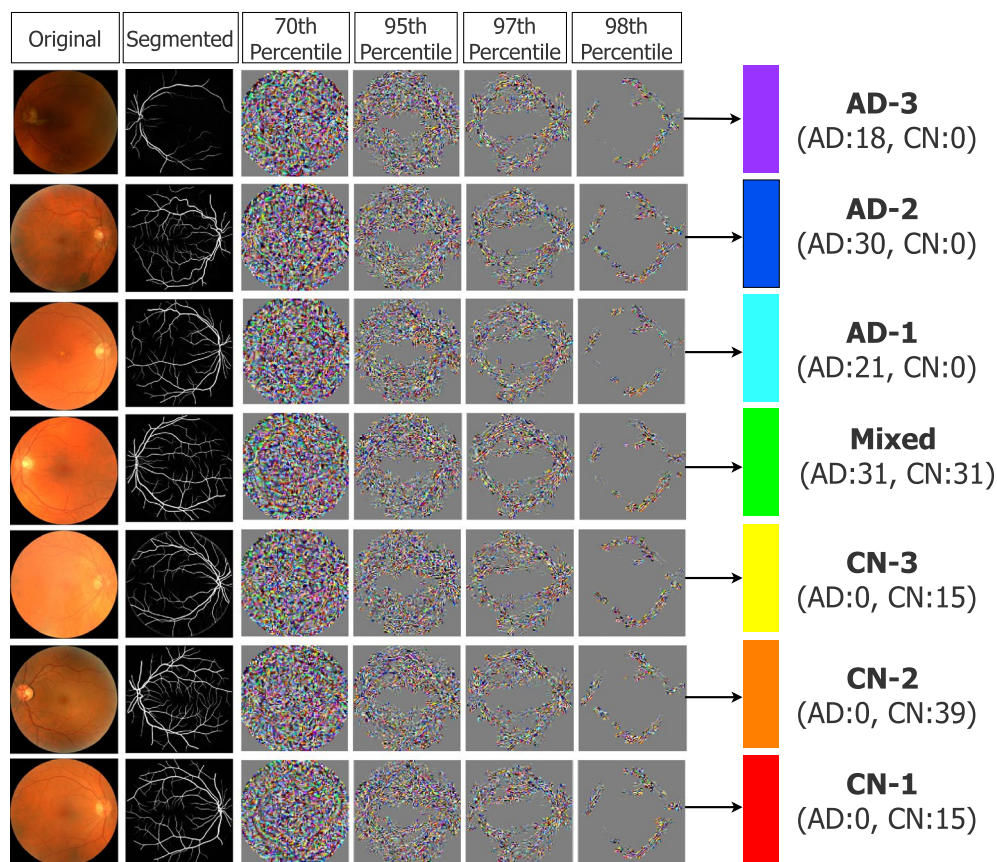 Original
Segmented
70th
Percentile
95th
Percentile
97th
Percentile
98th
Percentile
AD-3
(AD:18, CN:0)
AD-2
(AD:30, CN:0)
AD-1
(AD:21, CN:0)
Mixed
(AD:31, CN:31)
CN-3
(AD:0, CN:15)
CN-2
(AD:0, CN:39)
CN-1
(AD:0, CN:15)